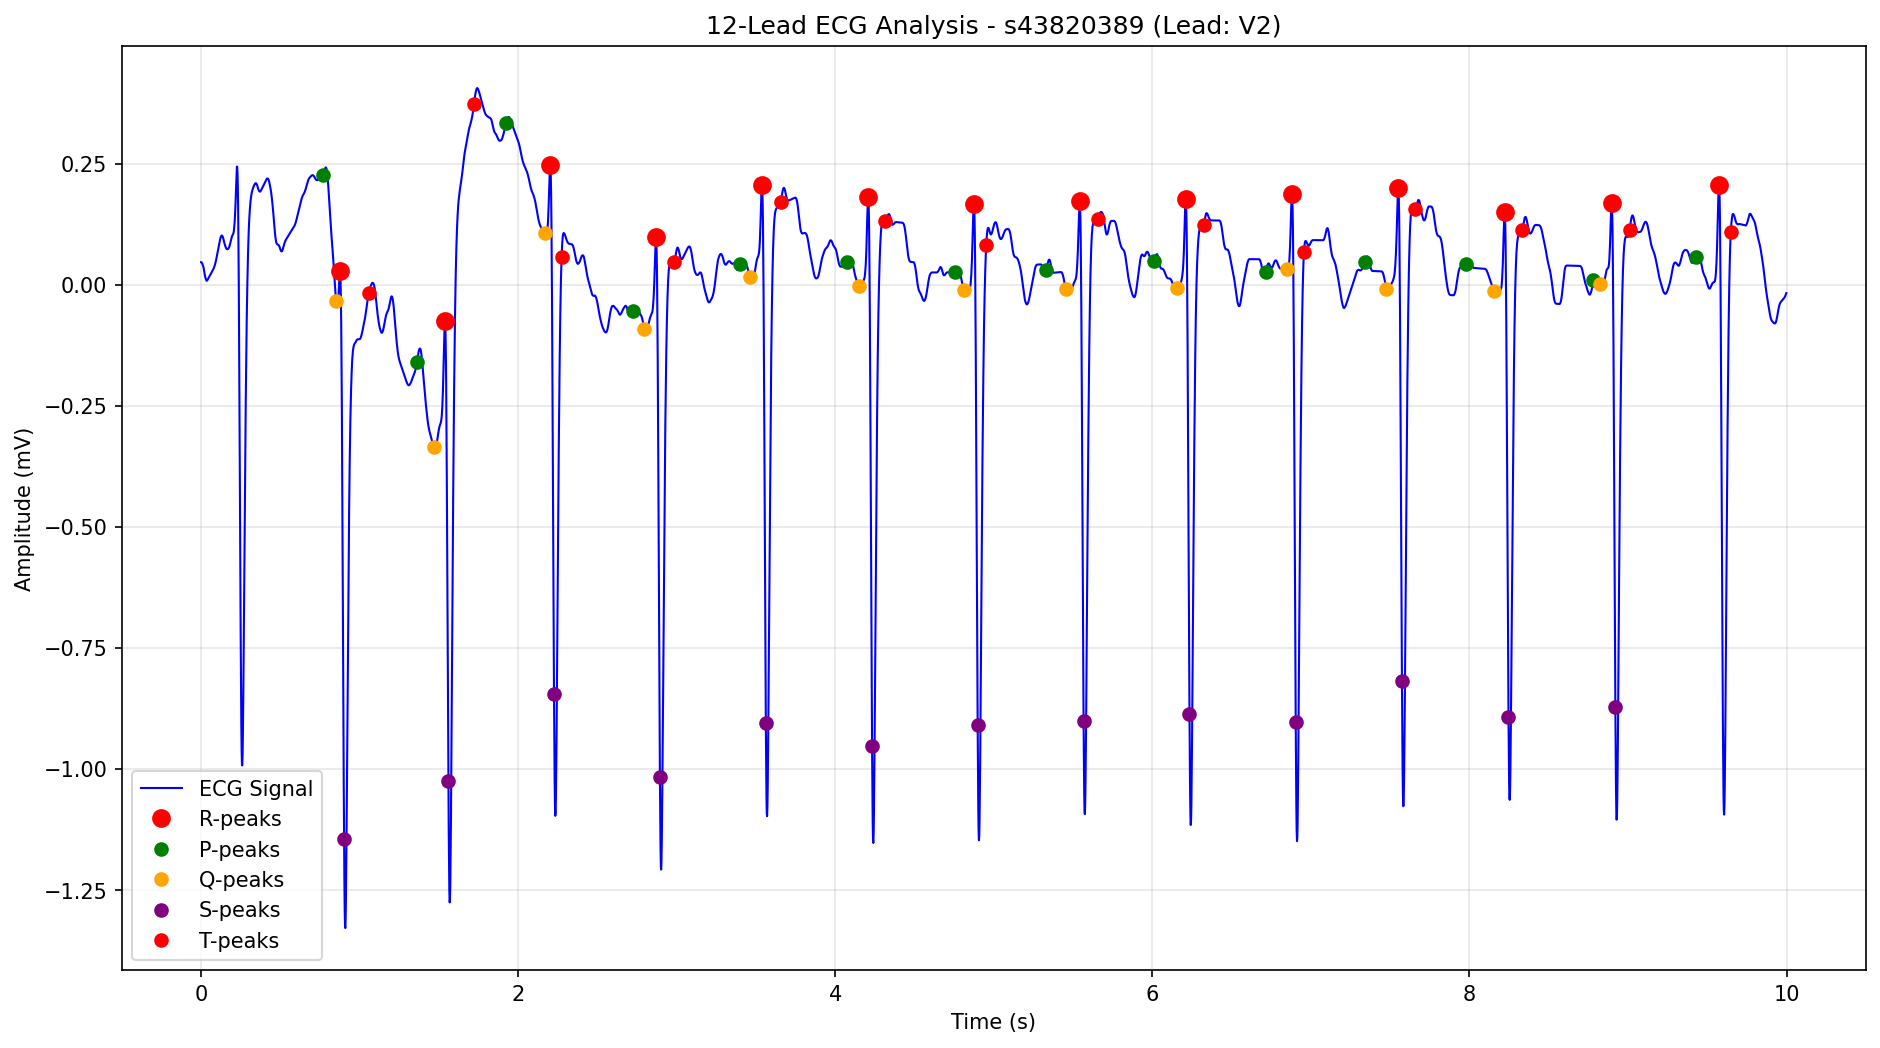 12-Lead ECG Analysis - s43820389 (Lead: V2)
Amplitude (mV)
0.25
0.00
−0.25
−0.50
−0.75
−1.00
−1.25
ECG Signal
R-peaks
P-peaks
Q-peaks
S-peaks
T-peaks
0 2 4 6 8 10
Time (s)